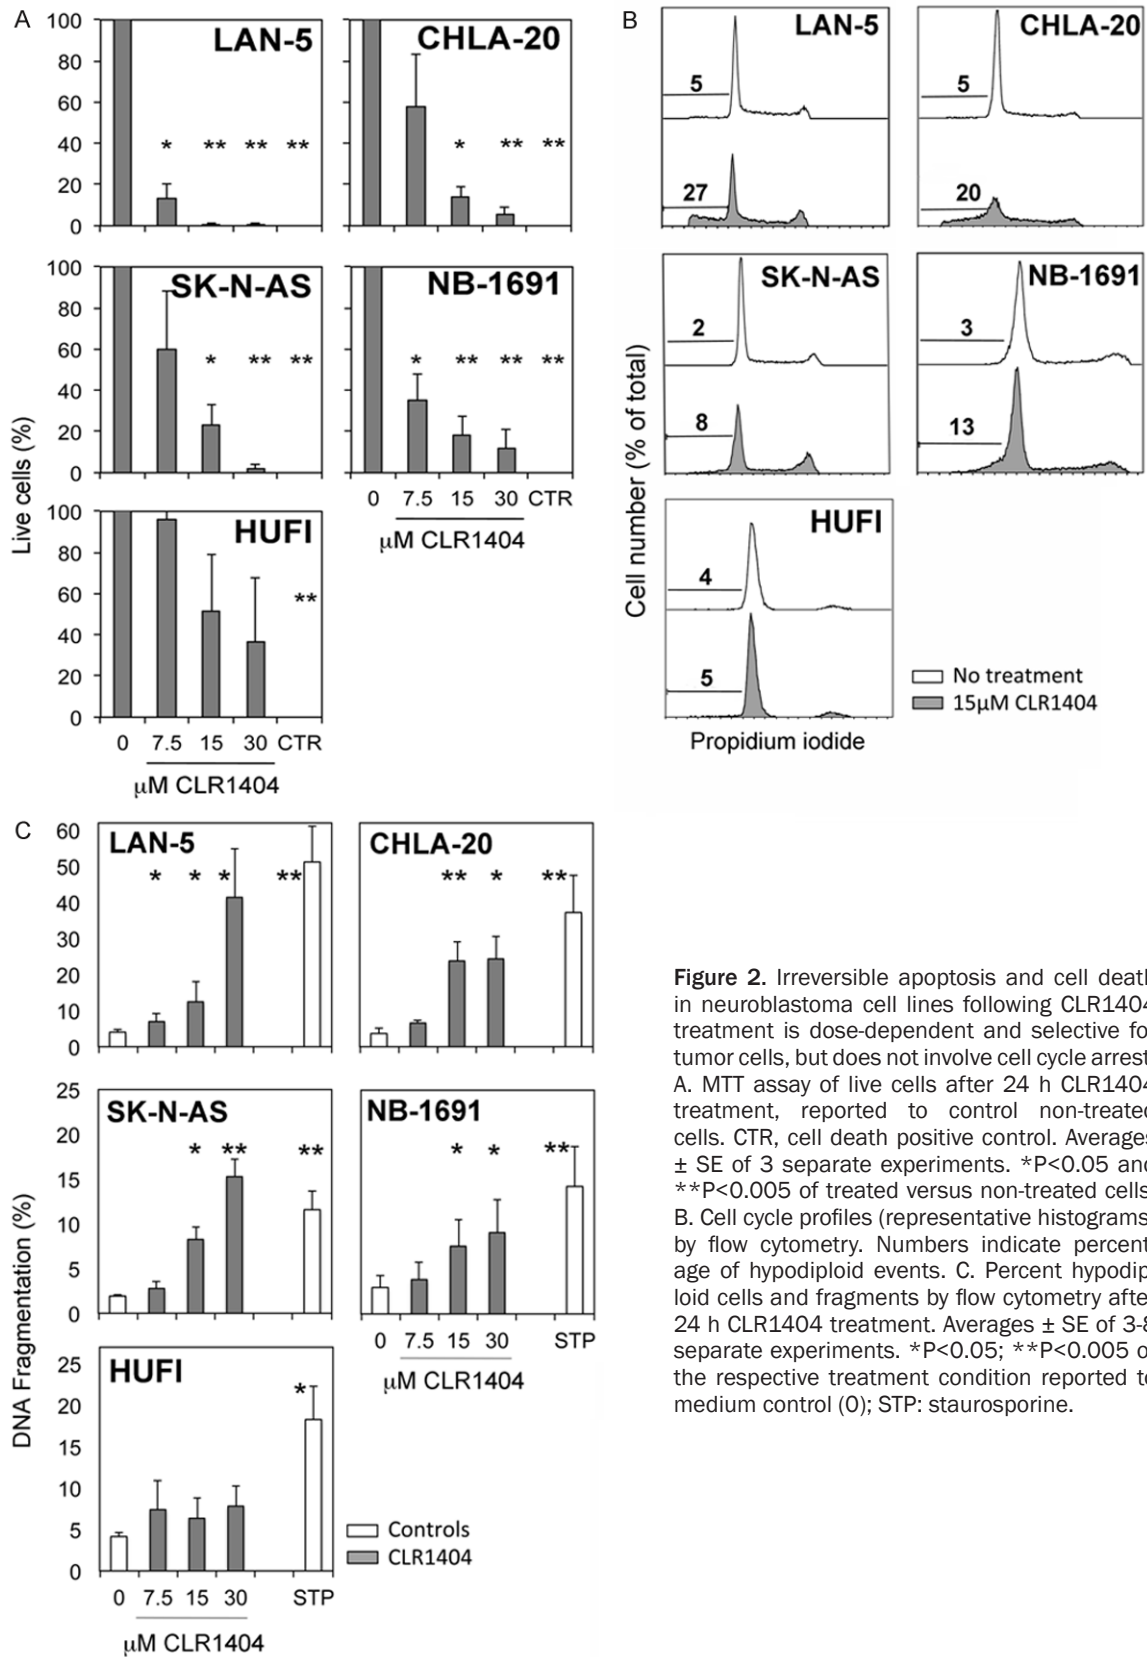 A
B
100
80
60
40
20
0
LAN-5
*
**
**
**
CHLA-20
*
**
**
100
80
60
40
20
0
SK-N-AS
*
**
**
100
80
60
40
20
0
NB-1691
*
**
**
**
0
7.5
15
30
CTR
μM CLR1404
Live cells (%)
100
80
60
40
20
0
HUFI
**
0
7.5
15
30
CTR
μM CLR1404
LAN-5
5
27
CHLA-20
5
20
SK-N-AS
2
8
NB-1691
3
13
Cell number (% of total)
HUFI
4
5
Propidium iodide
No treatment
15μM CLR1404
C
60
50
40
30
20
10
0
LAN-5
*
*
*
**
CHLA-20
**
*
**
25
20
15
10
5
0
SK-N-AS
*
**
**
NB-1691
*
*
**
0
7.5
15
30
STP
μM CLR1404
DNA Fragmentation (%)
25
20
15
10
5
0
HUFI
*
0
7.5
15
30
STP
μM CLR1404
Controls
CLR1404
Figure 2. Irreversible apoptosis and cell death
in neuroblastoma cell lines following CLR1404
treatment is dose-dependent and selective fo
tumor cells, but does not involve cell cycle arrest
A. MTT assay of live cells after 24 h CLR1404
treatment, reported to control non-treated
cells. CTR, cell death positive control. Averages
± SE of 3 separate experiments. *P<0.05 and
**P<0.005 of treated versus non-treated cells
B. Cell cycle profiles (representative histograms
by flow cytometry. Numbers indicate percent
age of hypodiploid events. C. Percent hypodip
loid cells and fragments by flow cytometry afte
24 h CLR1404 treatment. Averages ± SE of 3-8
separate experiments. *P<0.05; **P<0.005 o
the respective treatment condition reported to
medium control (0); STP: staurosporine.